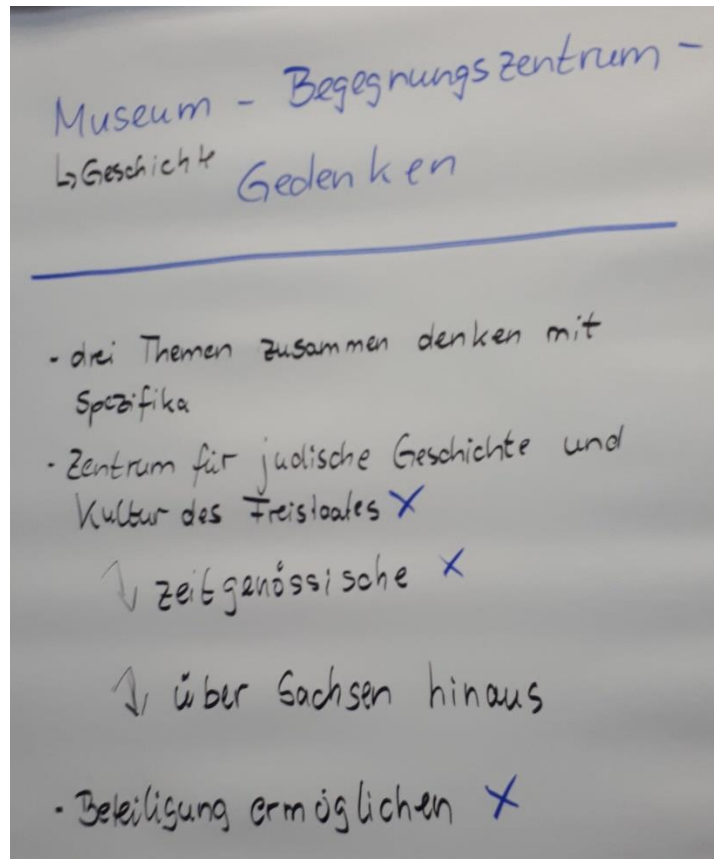 Museum - Begegnungszentrum -
↳ Geschichte Gedenken
- drei Themen zusammen denken mit
Spezifika
- Zentrum für judische Geschichte und
Kultur des Freistaates X
↓ zeitgenössische X
↓ über Sachsen hinaus
- Beteiligung ermöglichen X